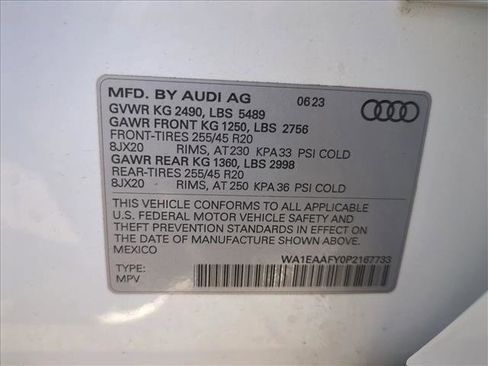 MFD. BY AUDI AG 06 23
GVWR KG 2490, LBS 5489
GAWR FRONT KG 1250, LBS 2756
FRONT-TIRES 255/45 R20
8JX20 RIMS, AT 230 KPA 33 PSI COLD
GAWR REAR KG 1360, LBS 2998
REAR-TIRES 255/45 R20
8JX20 RIMS, AT 250 KPA 36 PSI COLD
THIS VEHICLE CONFORMS TO ALL APPLICABLE
U.S. FEDERAL MOTOR VEHICLE SAFETY AND
THEFT PREVENTION STANDARDS IN EFFECT ON
THE DATE OF MANUFACTURE SHOWN ABOVE.
MEXICO
WA1EAAFY0P2167733
TYPE:
MPV